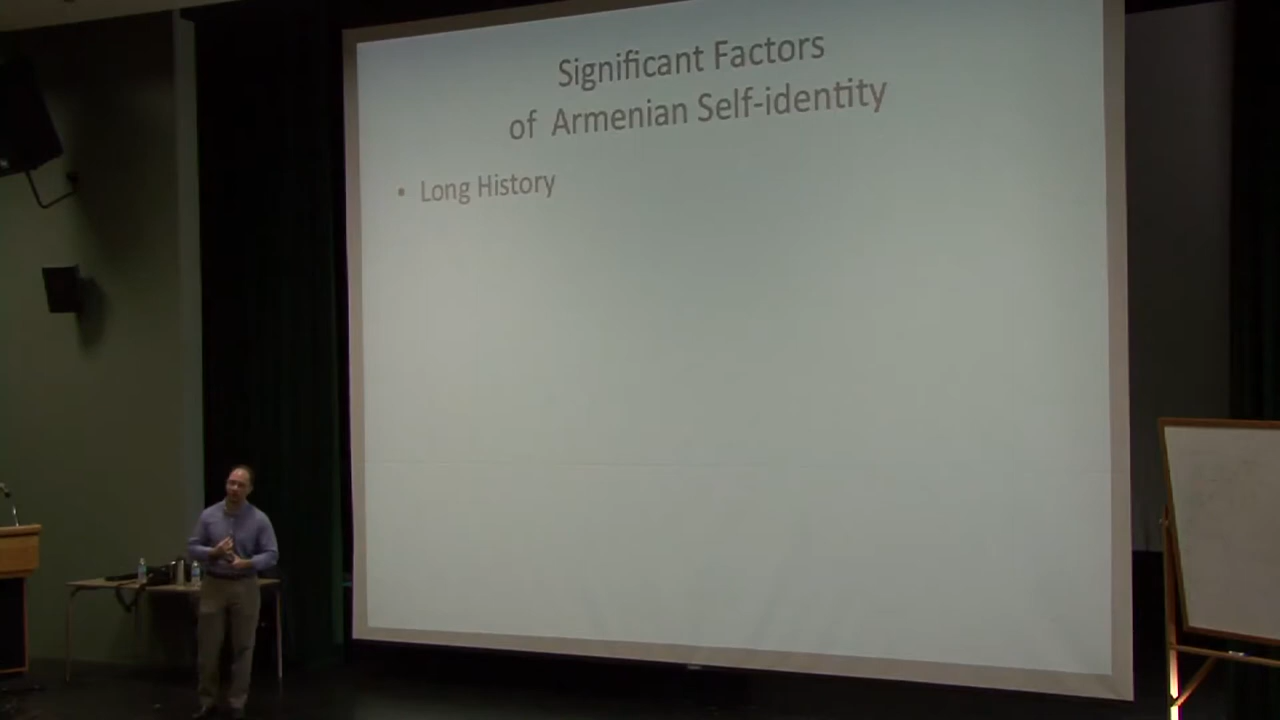 Significant Factors
of Armenian Self-identity
• Long History